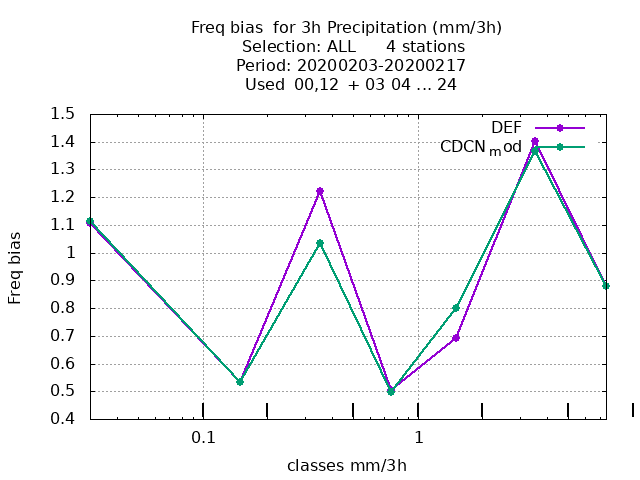 Freq bias  for 3h Precipitation (mm/3h)
Selection: ALL      4 stations
Period: 20200203-20200217
Used  00,12  + 03 04 ... 24
1.5
DEF
1.4
CDCN_mod
1.3
1.2
1.1
1
Freq bias
0.9
0.8
0.7
0.6
0.5
0.4
0.1
1
classes mm/3h